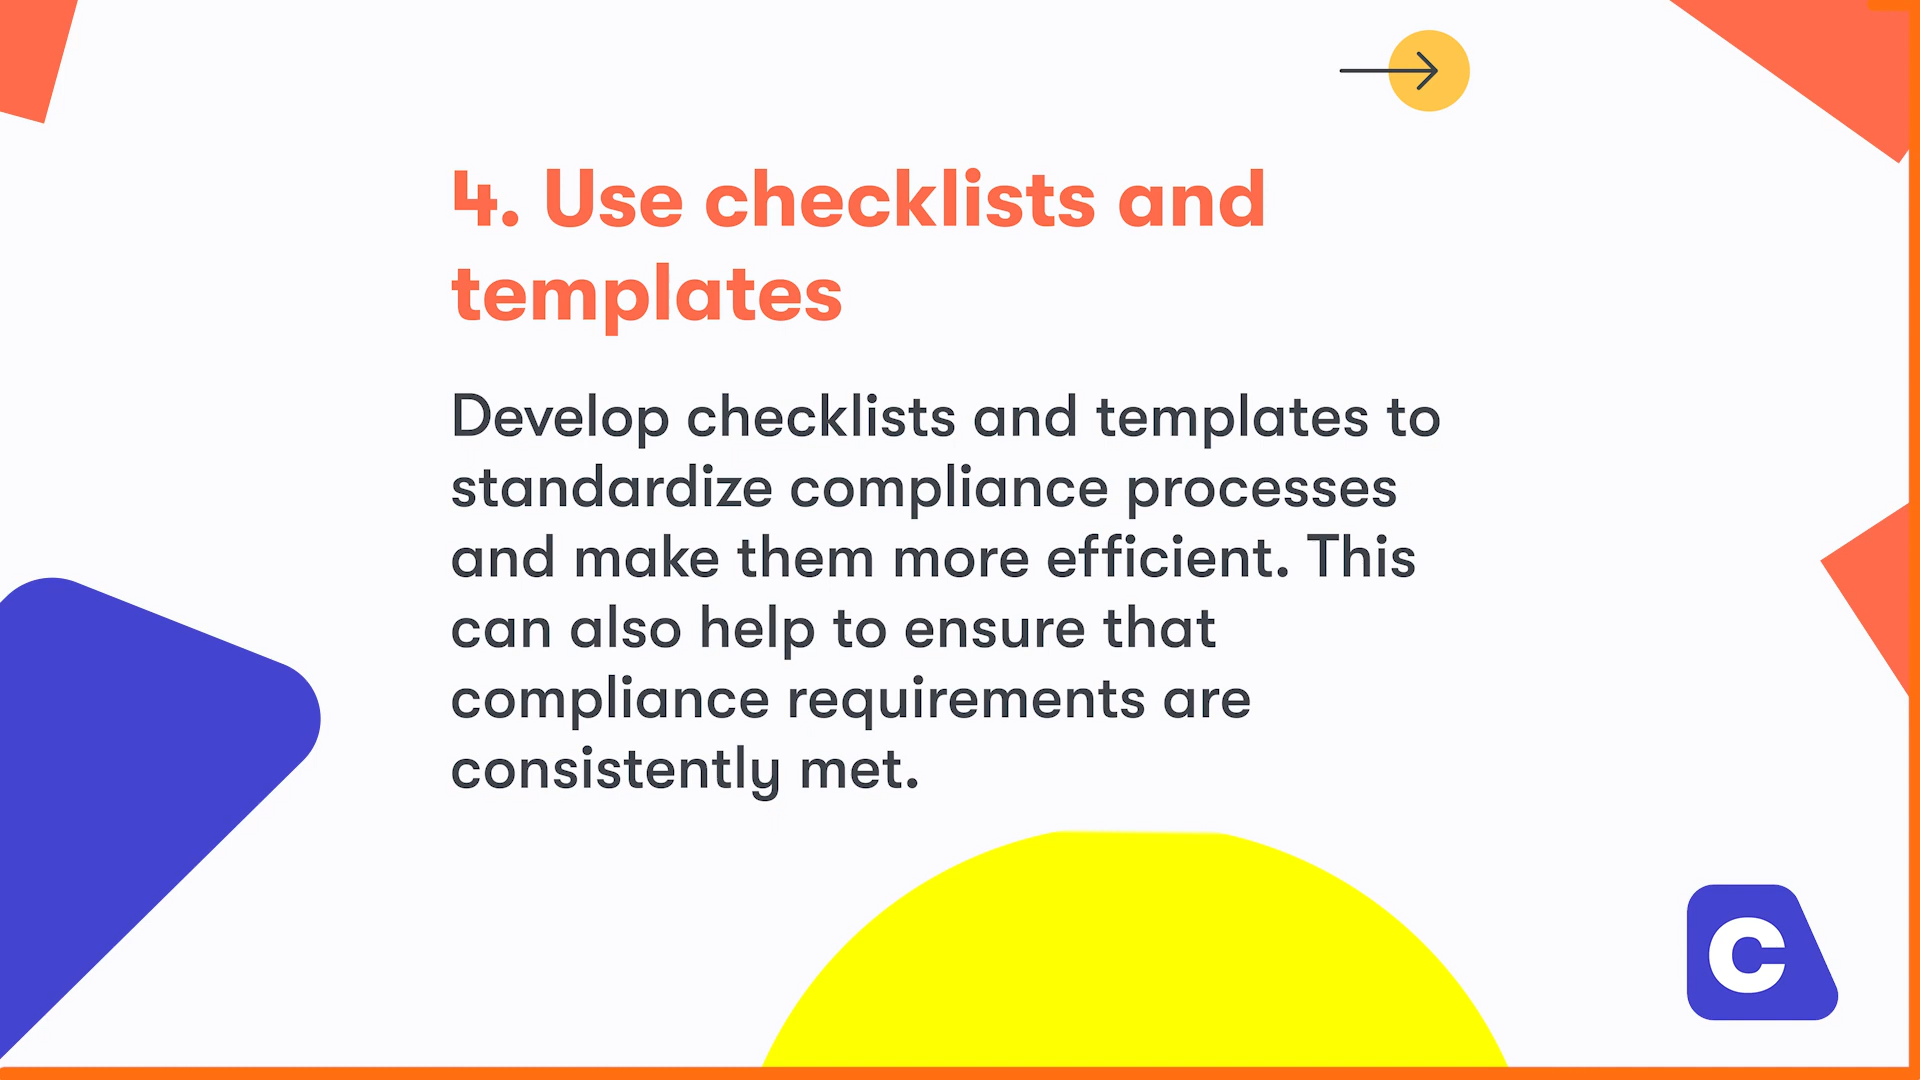 4. Use checklists and
templates
Develop checklists and templates to
standardize compliance processes
and make them more efficient. This
can also help to ensure that
compliance requirements are
consistently met.
C